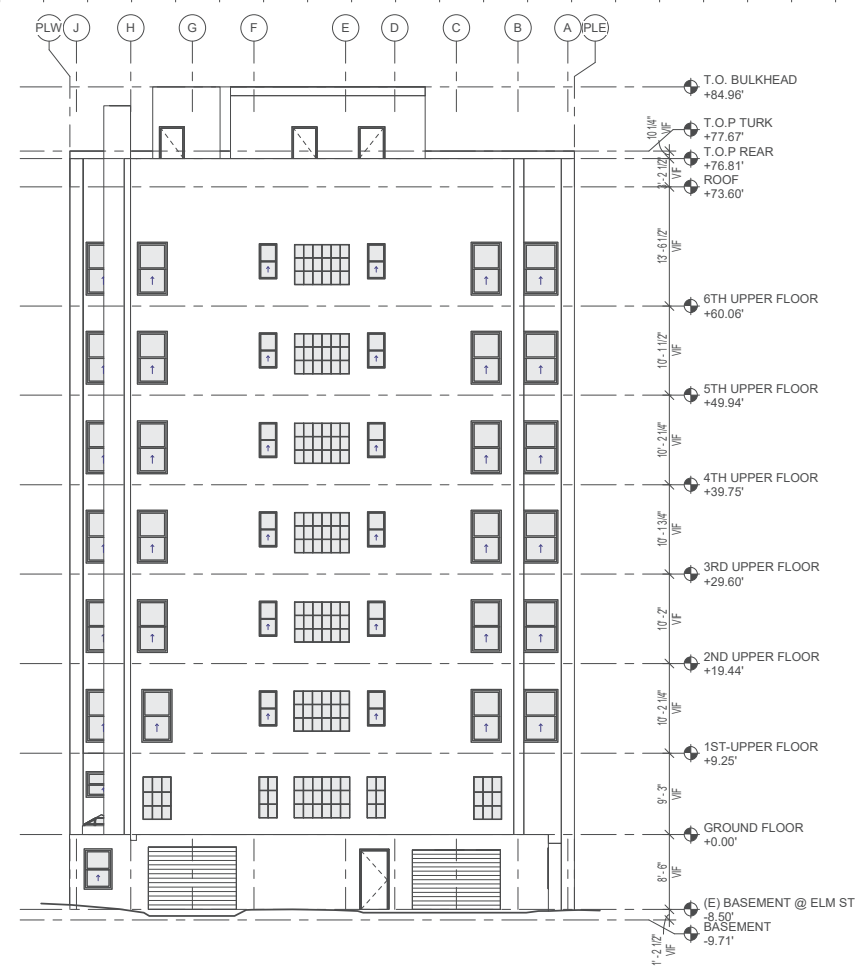 PLW
J
H
G
F
E
D
C
B
A
PLE
T.O. BULKHEAD
+84.96'
10 1/4"
VIF
T.O.P TURK
+77.67'
T.O.P REAR
+76.81'
3' - 2 1/2"
VIF
ROOF
+73.60'
13' - 6 1/2"
VIF
6TH UPPER FLOOR
+60.06'
10' - 1 1/2"
VIF
5TH UPPER FLOOR
+49.94'
10' - 2 1/4"
VIF
4TH UPPER FLOOR
+39.75'
10' - 1 3/4"
VIF
3RD UPPER FLOOR
+29.60'
10' - 2"
VIF
2ND UPPER FLOOR
+19.44'
10' - 2 1/4"
VIF
1ST-UPPER FLOOR
+9.25'
9' - 3"
VIF
GROUND FLOOR
+0.00'
8' - 6"
VIF
(E) BASEMENT @ ELM ST
-8.50'
BASEMENT
-9.71'
1' - 2 1/2"
VIF